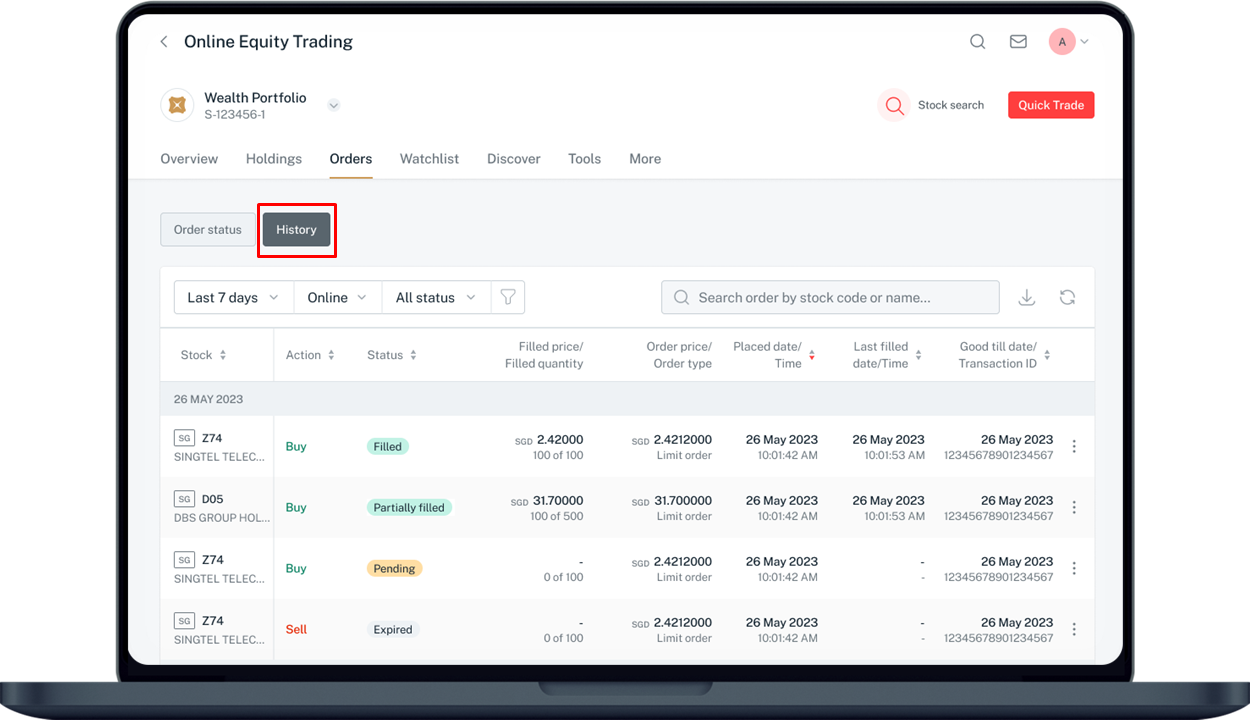 Online Equity Trading
A
Wealth Portfolio
S-123456-1
Stock search
Quick Trade
Overview Holdings Orders Watchlist Discover Tools More
Order status History
Last 7 days Online All status Search order by stock code or name...
Stock Action Status Filled price/ Order price/ Placed date/ Last filled Good till date/
Filled quantity Order type Time date/Time Transaction ID
26 MAY 2023
SG Z74 Buy Filled SGD 2.42000 SGD 2.4212000 26 May 2023 26 May 2023 26 May 2023
SINGTEL TELEC... 100 of 100 Limit order 10:01:42 AM 10:01:53 AM 12345678901234567
SG D05 Buy Partially filled SGD 31.70000 SGD 31.700000 26 May 2023 26 May 2023 26 May 2023
DBS GROUP HOL... 100 of 500 Limit order 10:01:42 AM 10:01:53 AM 12345678901234567
SG Z74 Buy Pending - SGD 2.4212000 26 May 2023 - 26 May 2023
SINGTEL TELEC... 0 of 100 Limit order 10:01:42 AM - 12345678901234567
SG Z74 Sell Expired - SGD 2.4212000 26 May 2023 - 26 May 2023
SINGTEL TELEC... 0 of 100 Limit order 10:01:42 AM - 12345678901234567